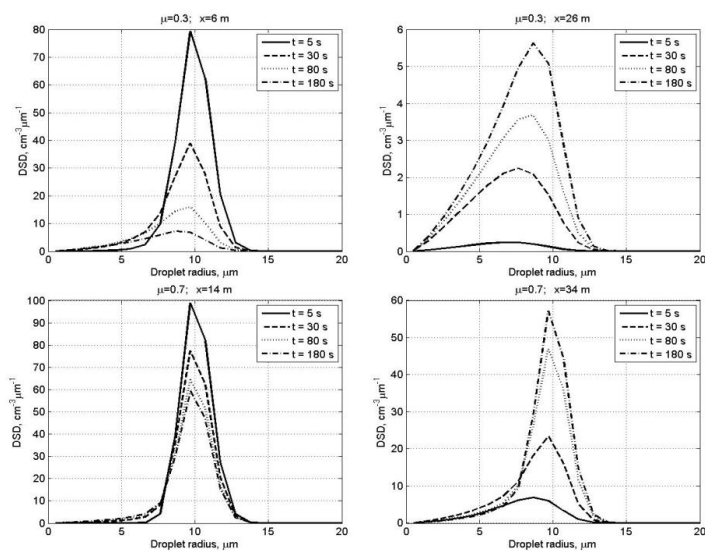 μ=0.3; x=6 m
80
70
60
50
40
30
20
10
0
DSD, cm⁻³μm⁻¹
t = 5 s
t = 30 s
t = 80 s
t = 180 s
0 5 10 15 20
Droplet radius, μm
μ=0.3; x=26 m
6
5
4
3
2
1
0
DSD, cm⁻³μm⁻¹
t = 5 s
t = 30 s
t = 80 s
t = 180 s
0 5 10 15 20
Droplet radius, μm
μ=0.7; x=14 m
100
90
80
70
60
50
40
30
20
10
0
DSD, cm⁻³μm⁻¹
t = 5 s
t = 30 s
t = 80 s
t = 180 s
0 5 10 15 20
Droplet radius, μm
μ=0.7; x=34 m
60
50
40
30
20
10
0
DSD, cm⁻³μm⁻¹
t = 5 s
t = 30 s
t = 80 s
t = 180 s
0 5 10 15 20
Droplet radius, μm